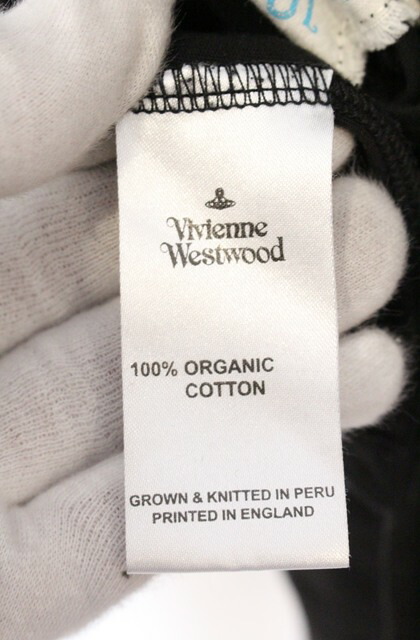 Vivienne
Westwood
100% ORGANIC
COTTON
GROWN & KNITTED IN PERU
PRINTED IN ENGLAND